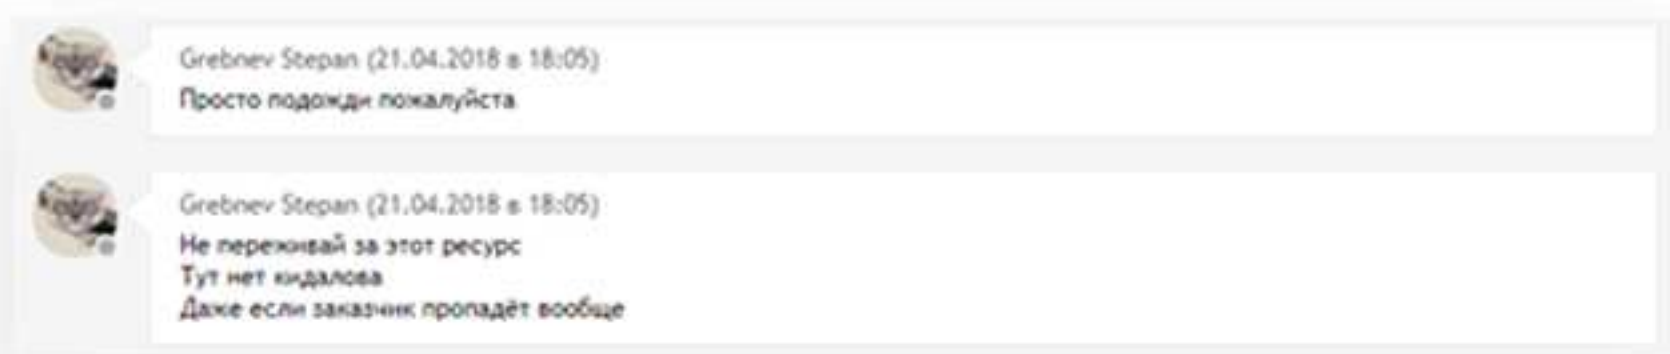 Grebnev Stepan (21.04.2018 в 18:05)
Просто подожди пожалуйста
Grebnev Stepan (21.04.2018 в 18:05)
Не переживай за этот ресурс
Тут нет кидалова
Даже если заказчик пропадёт вообще